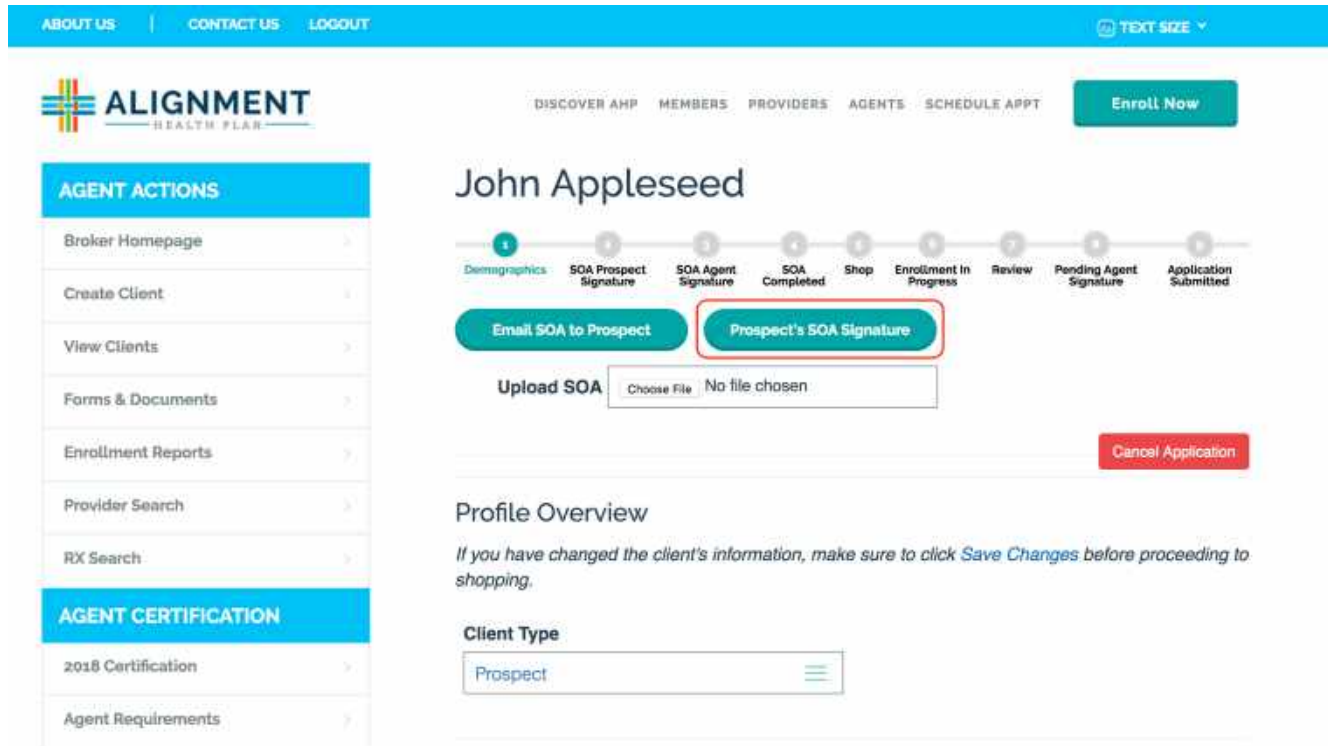 ABOUT US | CONTACT US LOGOUT TEXT SIZE
ALIGNMENT
HEALTH PLAN
DISCOVER AHP MEMBERS PROVIDERS AGENTS SCHEDULE APPT Enroll Now
AGENT ACTIONS
Broker Homepage
Create Client
View Clients
Forms & Documents
Enrollment Reports
Provider Search
RX Search
AGENT CERTIFICATION
2018 Certification
Agent Requirements
John Appleseed
1
7
Demographics SOA Prospect SOA Agent SOA Shop Enrollment In Review Pending Agent Application
Signature Signature Completed Progress Signature Submitted
Email SOA to Prospect Prospect's SOA Signature
Upload SOA Choose File No file chosen
Cancel Application
Profile Overview
If you have changed the client's information, make sure to click Save Changes before proceeding to
shopping.
Client Type
Prospect